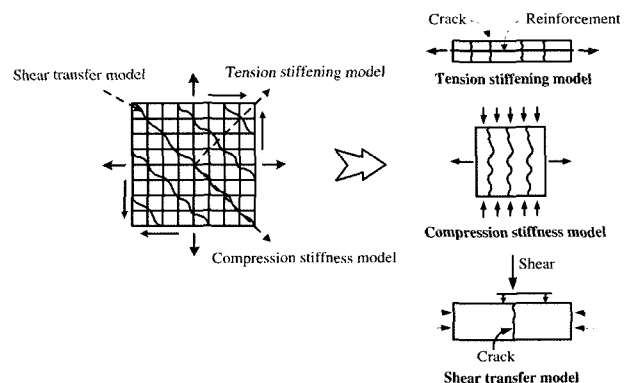 Crack
Reinforcement
Tension stiffening model
Shear transfer model
Tension stiffening model
Compression stiffness model
Compression stiffness model
Shear
Crack
Shear transfer model